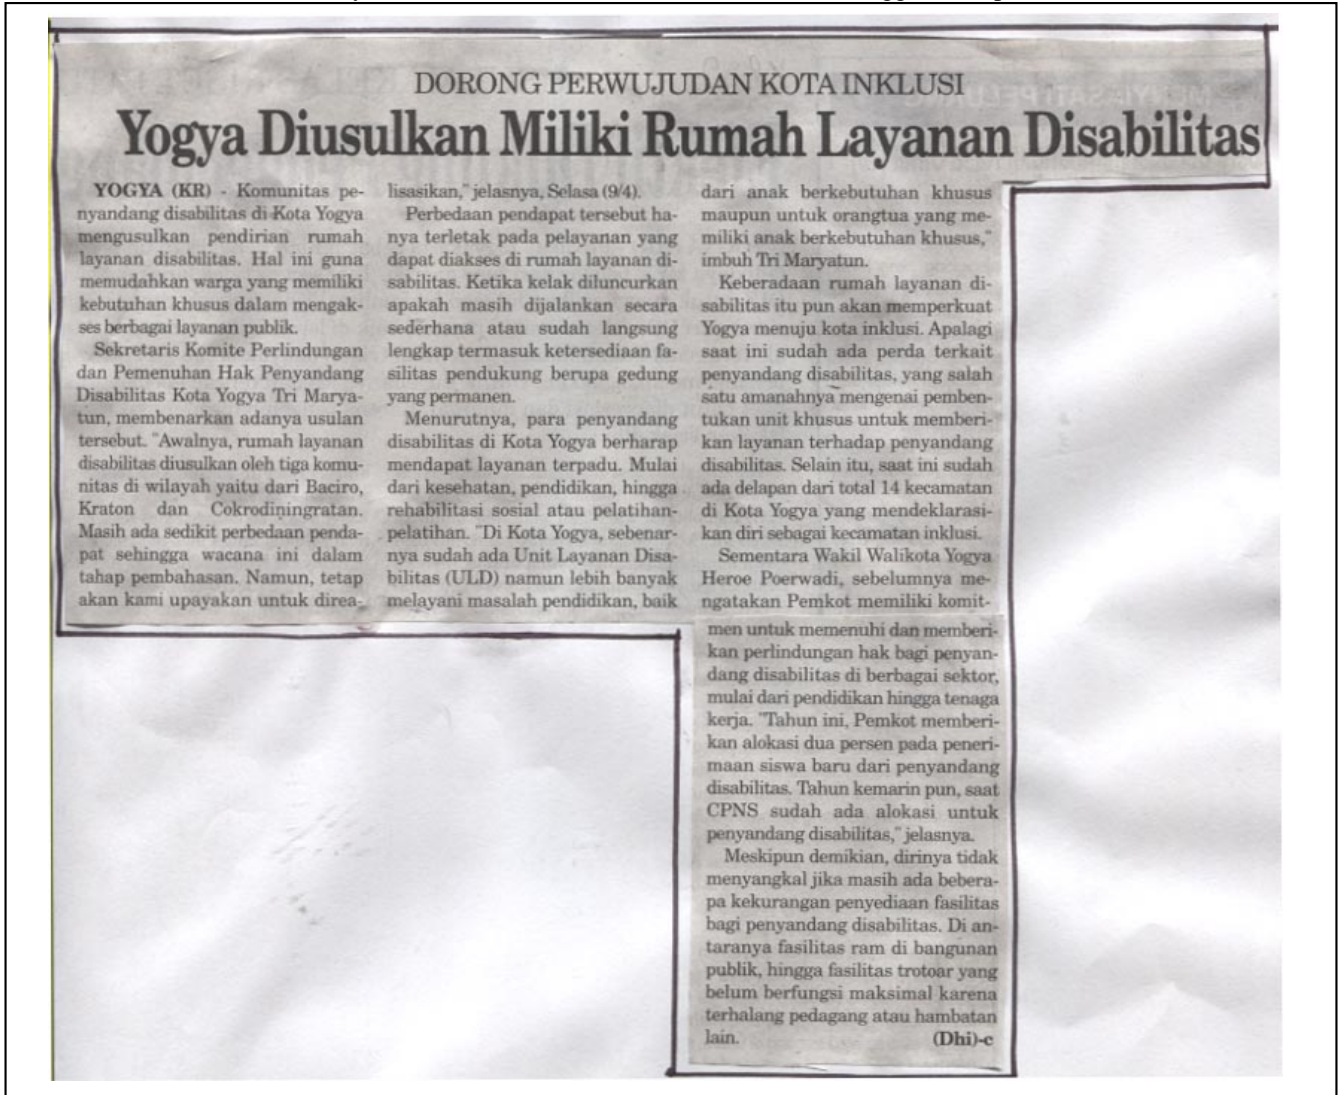 DORONG PERWUJUDAN KOTA INKLUSI
Yogya Diusulkan Miliki Rumah Layanan Disabilitas
YOGYA (KR) - Komunitas pe-
nyandang disabilitas di Kota Yogya
mengusulkan pendirian rumah
layanan disabilitas. Hal ini guna
memudahkan warga yang memiliki
kebutuhan khusus dalam mengak-
ses berbagai layanan publik.
Sekretaris Komite Perlindungan
dan Pemenuhan Hak Penyandang
Disabilitas Kota Yogya Tri Marya-
tun, membenarkan adanya usulan
tersebut. "Awalnya, rumah layanan
disabilitas diusulkan oleh tiga komu-
nitas di wilayah yaitu dari Baciro,
Kraton dan Cokrodiningratan.
Masih ada sedikit perbedaan penda-
pat sehingga wacana ini dalam
tahap pembahasan. Namun, tetap
akan kami upayakan untuk direa-
lisasikan," jelasnya, Selasa (9/4).
Perbedaan pendapat tersebut ha-
nya terletak pada pelayanan yang
dapat diakses di rumah layanan di-
sabilitas. Ketika kelak diluncurkan
apakah masih dijalankan secara
sederhana atau sudah langsung
lengkap termasuk ketersediaan fa-
silitas pendukung berupa gedung
yang permanen.
Menurutnya, para penyandang
disabilitas di Kota Yogya berharap
mendapat layanan terpadu. Mulai
dari kesehatan, pendidikan, hingga
rehabilitasi sosial atau pelatihan-
pelatihan. "Di Kota Yogya, sebenar-
nya sudah ada Unit Layanan Disa-
bilitas (ULD) namun lebih banyak
melayani masalah pendidikan, baik
dari anak berkebutuhan khusus
maupun untuk orangtua yang me-
miliki anak berkebutuhan khusus,"
imbuh Tri Maryatun.
Keberadaan rumah layanan di-
sabilitas itu pun akan memperkuat
Yogya menuju kota inklusi. Apalagi
saat ini sudah ada perda terkait
penyandang disabilitas, yang salah
satu amanahnya mengenai pemben-
tukan unit khusus untuk memberi-
kan layanan terhadap penyandang
disabilitas. Selain itu, saat ini sudah
ada delapan dari total 14 kecamatan
di Kota Yogya yang mendeklarasi-
kan diri sebagai kecamatan inklusi.
Sementara Wakil Walikota Yogya
Heroe Poerwadi, sebelumnya me-
ngatakan Pemkot memiliki komit-
men untuk memenuhi dan memberi-
kan perlindungan hak bagi penyan-
dang disabilitas di berbagai sektor,
mulai dari pendidikan hingga tenaga
kerja. "Tahun ini, Pemkot memberi-
kan alokasi dua persen pada peneri-
maan siswa baru dari penyandang
disabilitas. Tahun kemarin pun, saat
CPNS sudah ada alokasi untuk
penyandang disabilitas," jelasnya.
Meskipun demikian, dirinya tidak
menyangkal jika masih ada bebera-
pa kekurangan penyediaan fasilitas
bagi penyandang disabilitas. Di an-
taranya fasilitas ram di bangunan
publik, hingga fasilitas trotoar yang
belum berfungsi maksimal karena
terhalang pedagang atau hambatan
lain. (Dhi)-c